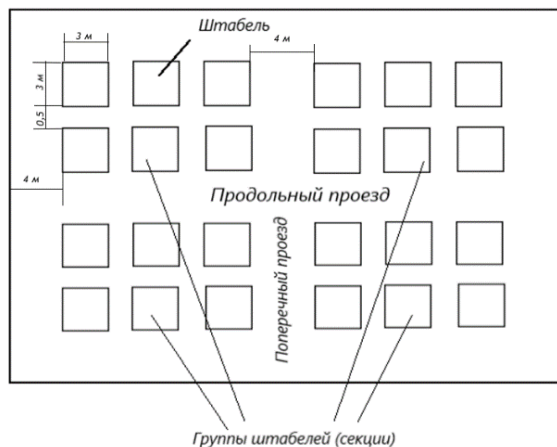 Штабель
3 м
4 м
3 м
0,5
4 м
Продольный проезд
Поперечный проезд
Группы штабелей (секции)